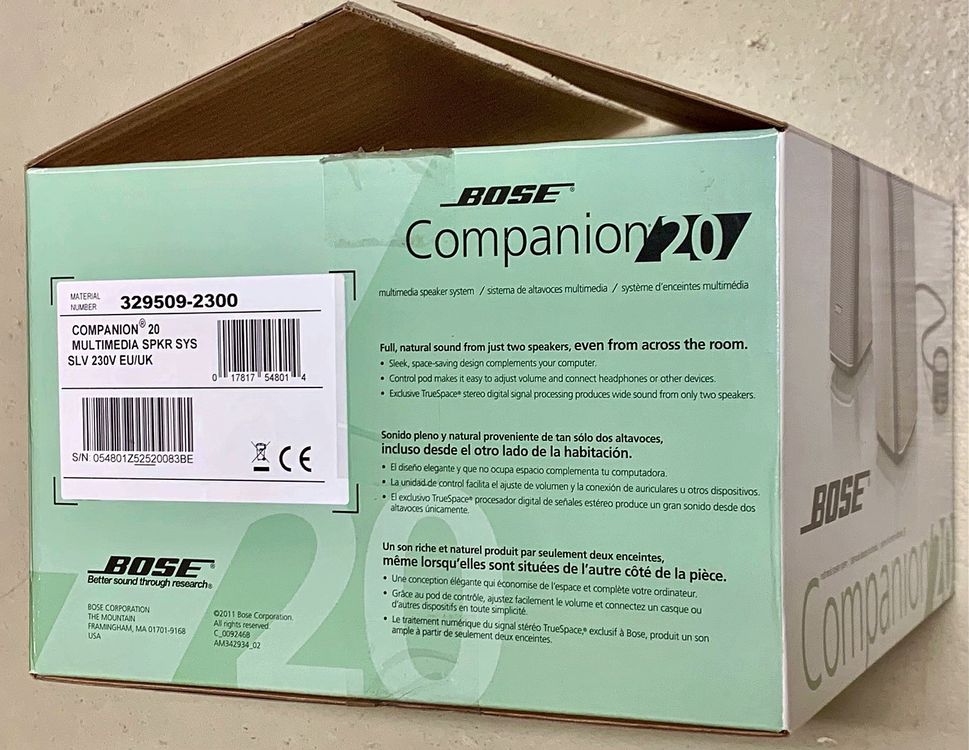 BOSE®
Companion® 20
multimedia speaker system / sistema de altavoces multimedia / système d'enceintes multimédia
MATERIAL
NUMBER
329509-2300
COMPANION® 20
MULTIMEDIA SPKR SYS
SLV 230V EU/UK
0 17817 54801 4
S/N: 054801Z52520083BE
CE
Full, natural sound from just two speakers, even from across the room.
• Sleek, space-saving design complements your computer.
• Control pod makes it easy to adjust volume and connect headphones or other devices.
• Exclusive TrueSpace® stereo digital signal processing produces wide sound from only two speakers.
Sonido pleno y natural proveniente de tan sólo dos altavoces,
incluso desde el otro lado de la habitación.
• El diseño elegante y que no ocupa espacio complementa tu computadora.
• La unidad de control facilita el ajuste de volumen y la conexión de auriculares u otros dispositivos.
• El exclusivo TrueSpace® procesador digital de señales estéreo produce un gran sonido desde dos
altavoces únicamente.
Un son riche et naturel produit par seulement deux enceintes,
même lorsqu'elles sont situées de l'autre côté de la pièce.
• Une conception élégante qui économise de l'espace et complète votre ordinateur.
• Grâce au pod de contrôle, ajustez facilement le volume et connectez un casque ou
d'autres dispositifs en toute simplicité.
• Le traitement numérique du signal stéréo TrueSpace,® exclusif à Bose, produit un son
ample à partir de seulement deux enceintes.
20
BOSE®
Better sound through research®
BOSE CORPORATION
THE MOUNTAIN
FRAMINGHAM, MA 01701-9168
USA
©2011 Bose Corporation.
All rights reserved.
C_009246B
AM342934_02
BOSE®
Companion 20